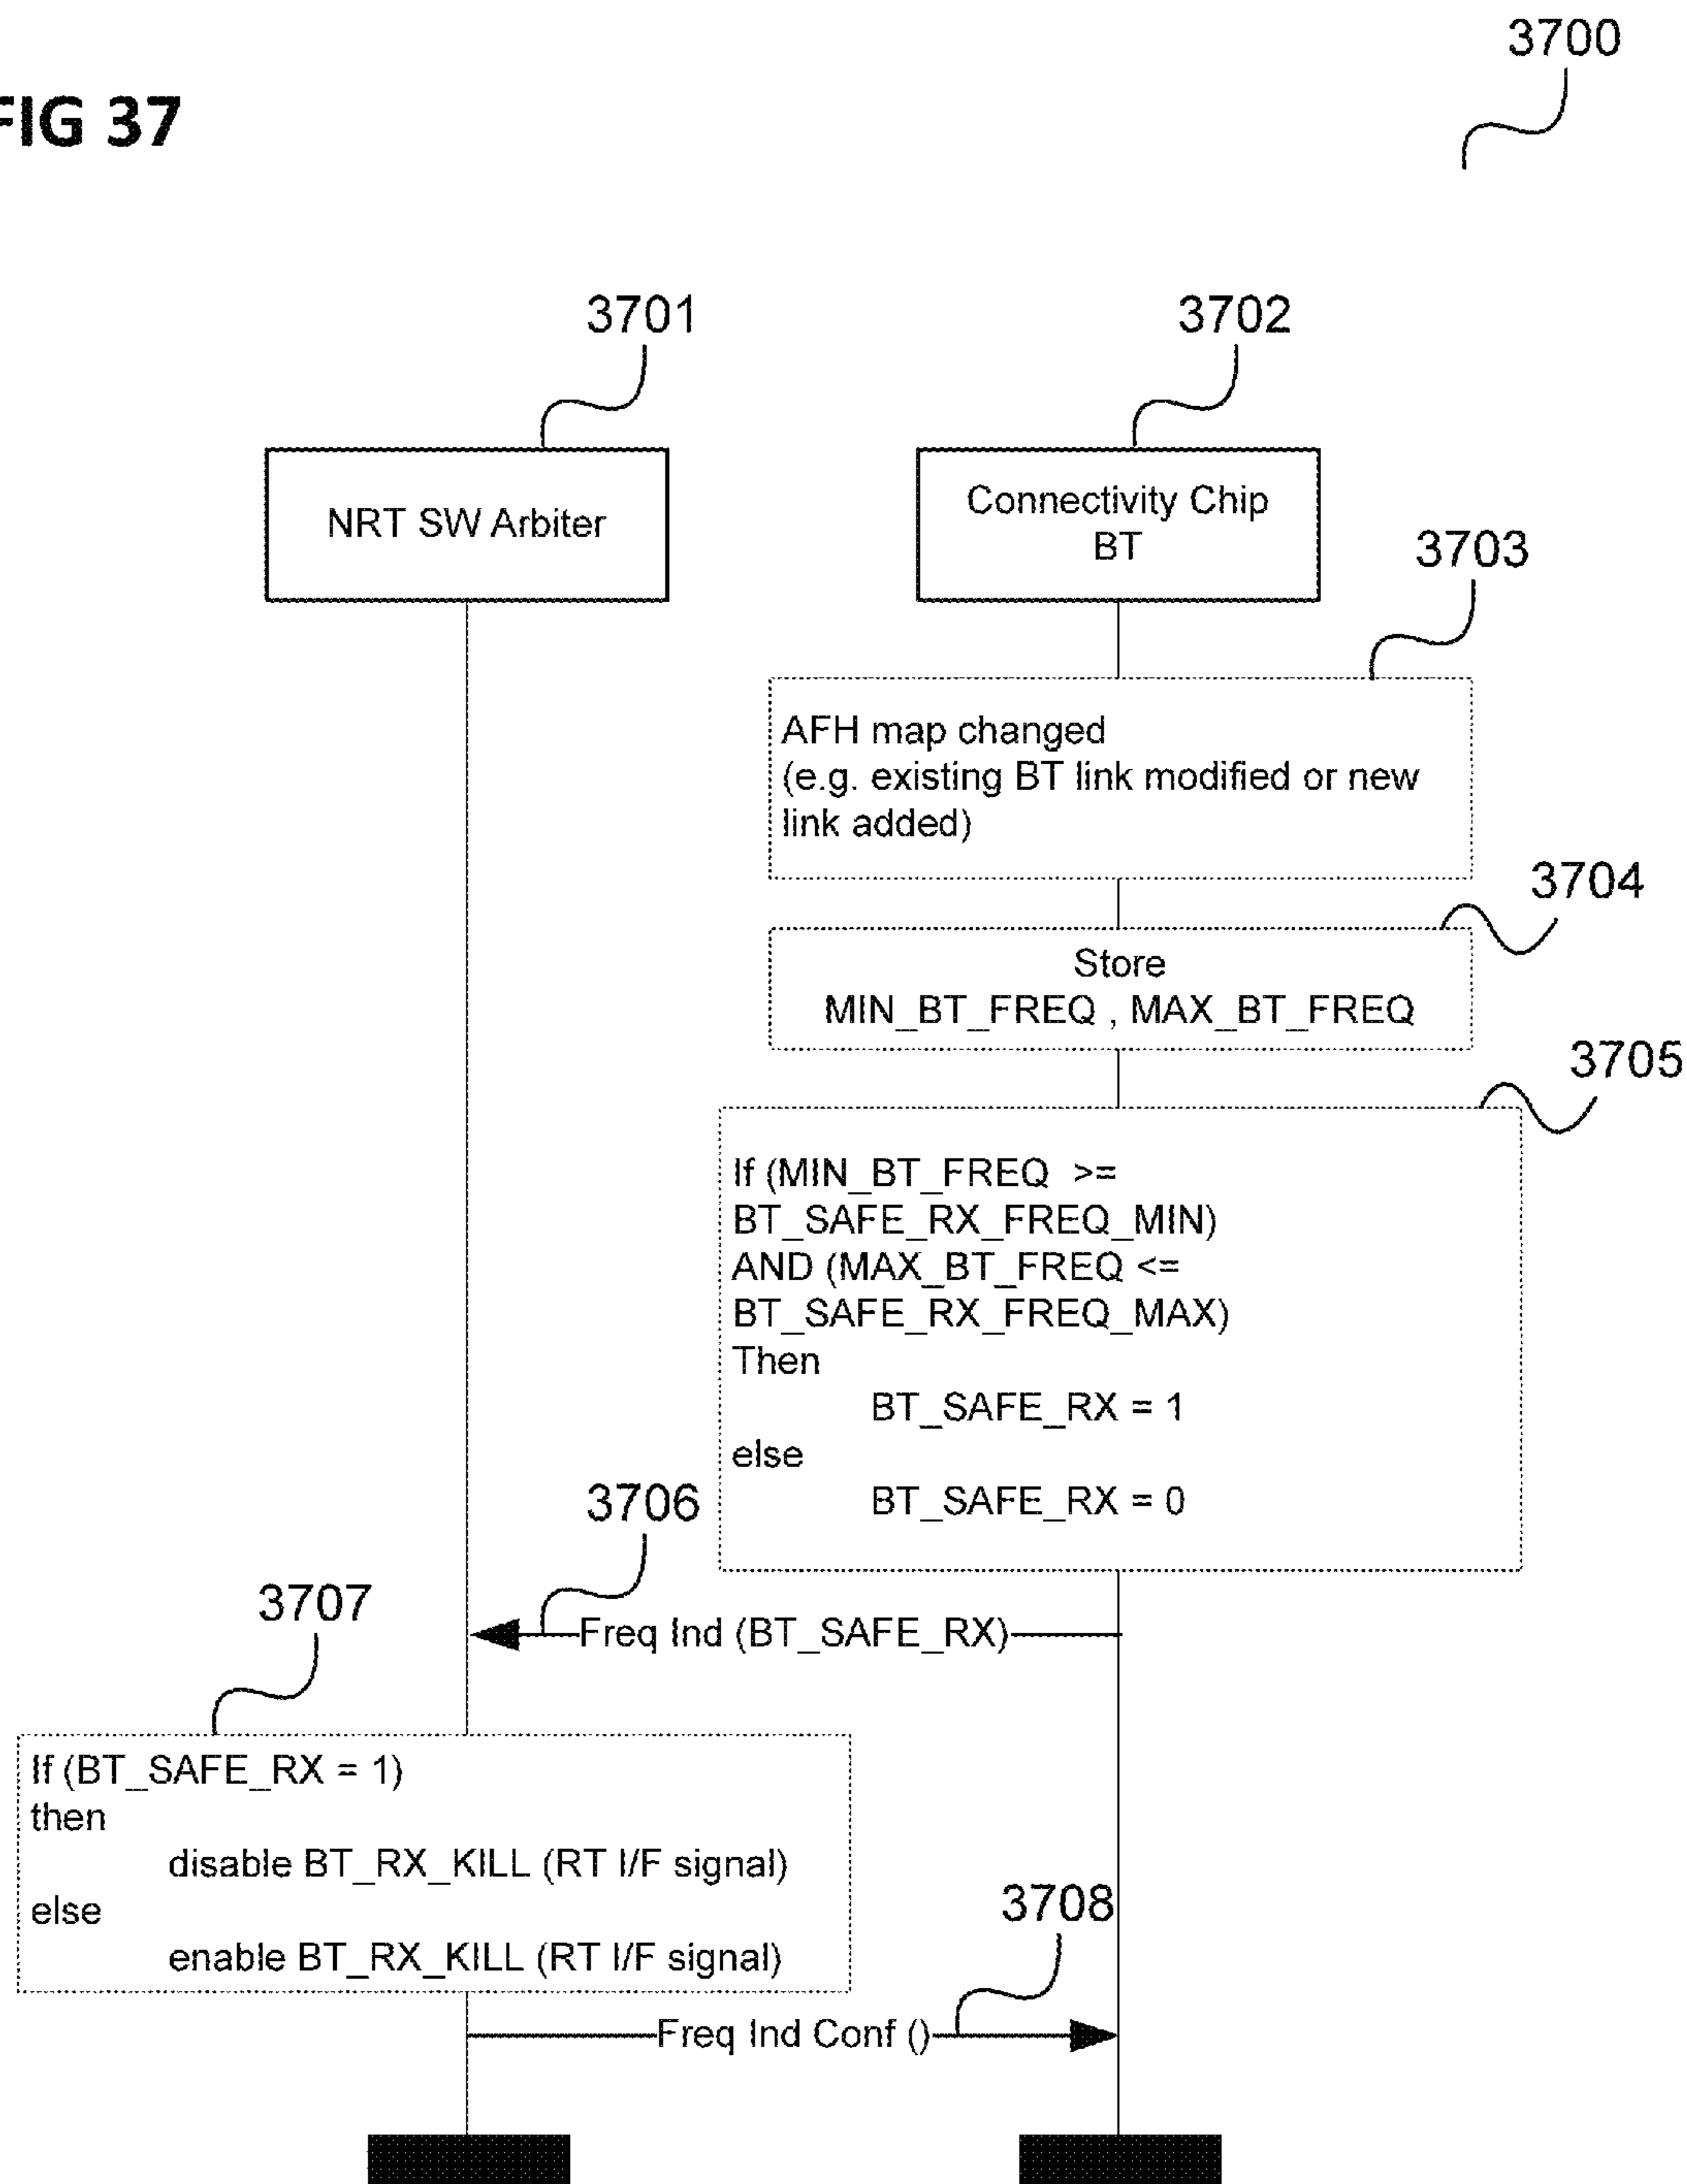 3700
FIG 37
3701
3702
NRT SW Arbiter
Connectivity Chip
BT
3703
AFH map changed
(e.g. existing BT link modified or new
link added)
3704
Store
MIN_BT_FREQ , MAX_BT_FREQ
3705
If (MIN_BT_FREQ >=
BT_SAFE_RX_FREQ_MIN)
AND (MAX_BT_FREQ <=
BT_SAFE_RX_FREQ_MAX)
Then
BT_SAFE_RX = 1
else
BT_SAFE_RX = 0
3706
Freq Ind (BT_SAFE_RX)
3707
If (BT_SAFE_RX = 1)
then
disable BT_RX_KILL (RT I/F signal)
else
enable BT_RX_KILL (RT I/F signal)
3708
Freq Ind Conf ()